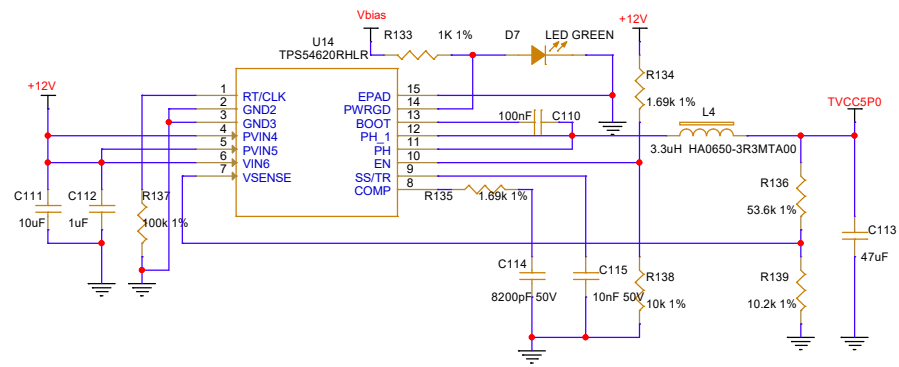 Vbias
+12V
R133 1K 1% D7 LED GREEN
U14
TPS54620RHLR
+12V
1 RT/CLK EPAD 15
2 GND2 PWRGD 14
3 GND3 BOOT 13
4 PVIN4 PH_1 12
5 PVIN5 PH 11
6 VIN6 EN 10
7 VSENSE SS/TR 9
COMP 8
R134
1.69k 1%
100nF C110
L4
3.3uH HA0650-3R3MTA00
TVCC5P0
C111
10uF
C112
1uF
R137
100k 1%
R135 1.69k 1%
R136
53.6k 1%
C113
47uF
C114
8200pF 50V
C115
10nF 50V
R138
10k 1%
R139
10.2k 1%